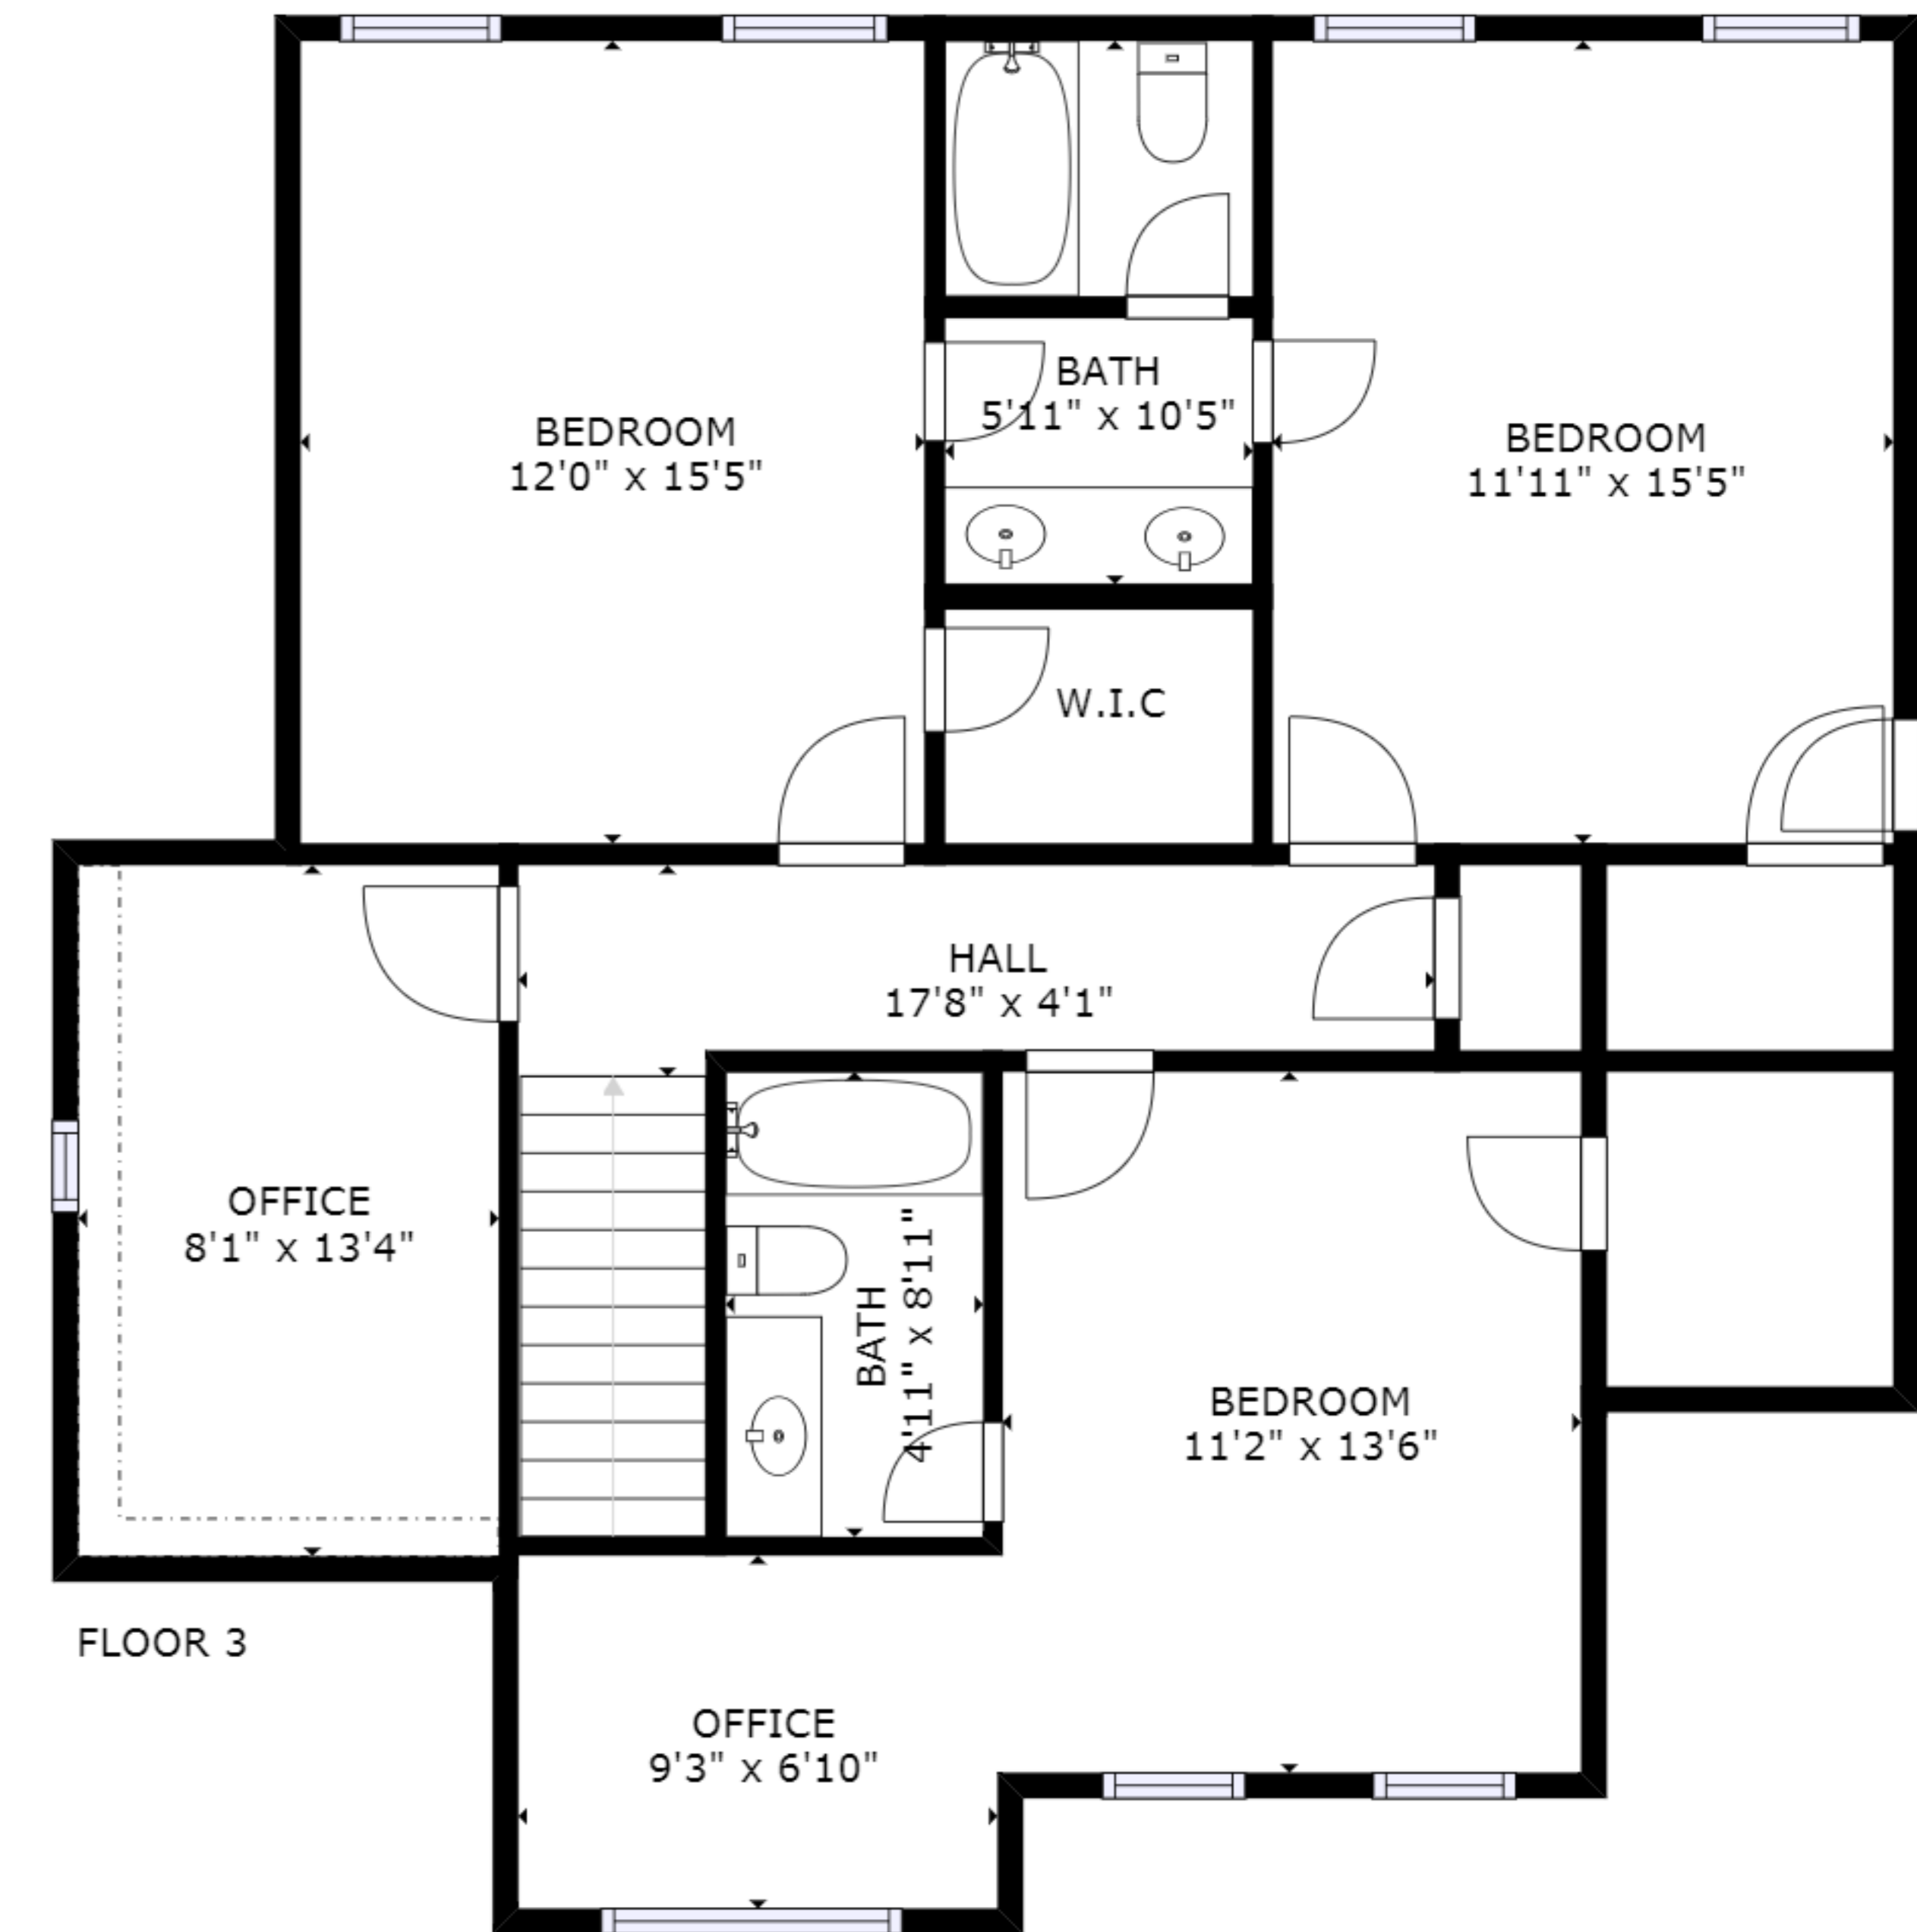 BATH
5'11" x 10'5"
BEDROOM
12'0" x 15'5"
BEDROOM
11'11" x 15'5"
W.I.C
HALL
17'8" x 4'1"
OFFICE
8'1" x 13'4"
BATH
4'11" x 8'11"
BEDROOM
11'2" x 13'6"
FLOOR 3
OFFICE
9'3" x 6'10"